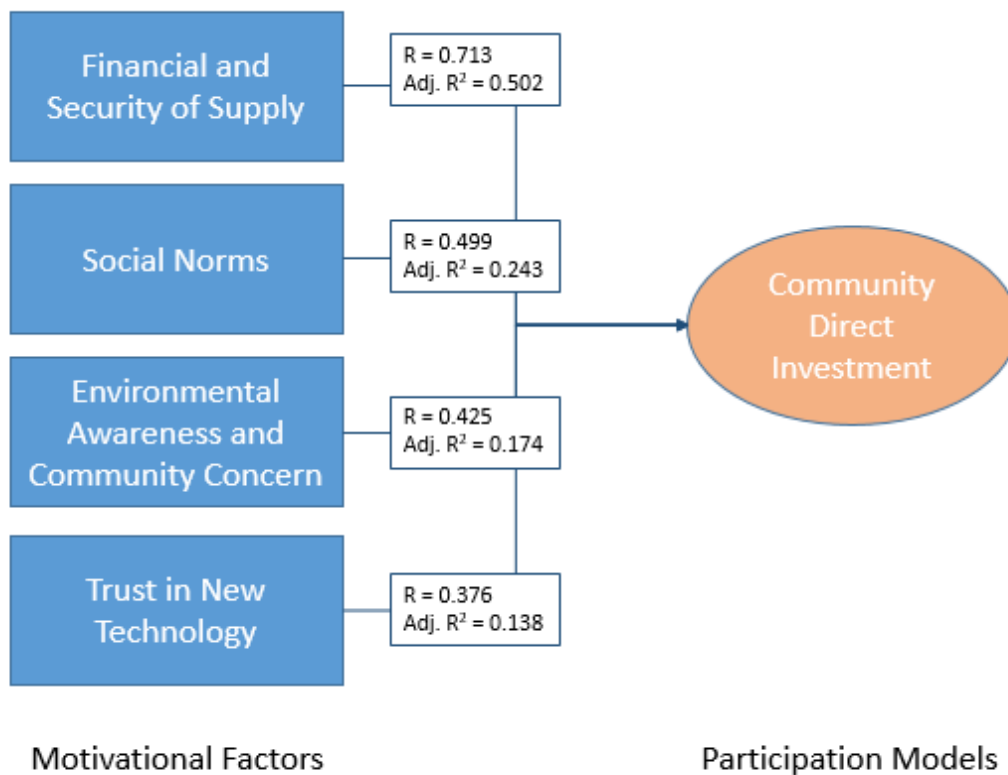 Financial and
Security of Supply
R = 0.713
Adj. R² = 0.502
Social Norms
R = 0.499
Adj. R² = 0.243
Environmental
Awareness and
Community Concern
R = 0.425
Adj. R² = 0.174
Trust in New
Technology
R = 0.376
Adj. R² = 0.138
Community
Direct
Investment
Motivational Factors
Participation Models